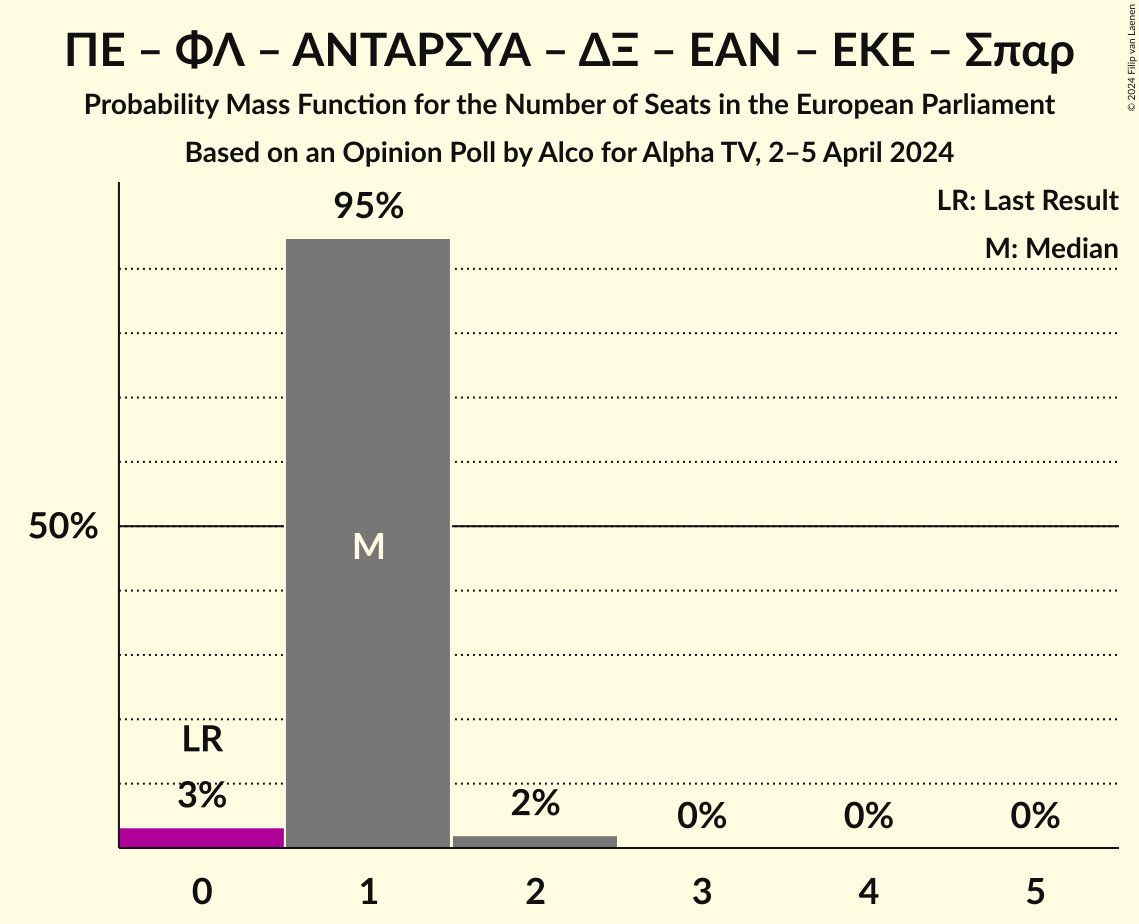 ΠΕ – ΦΛ – ΑΝΤΑΡΣΥΑ – ΔΞ – ΕΑΝ – ΕΚΕ – Σπαρ
Probability Mass Function for the Number of Seats in the European Parliament
Based on an Opinion Poll by Alco for Alpha TV, 2–5 April 2024
© 2024 Filip van Laenen
LR: Last Result
M: Median
95%
50%
M
LR
3%
2%
0%
0%
0%
0
1
2
3
4
5